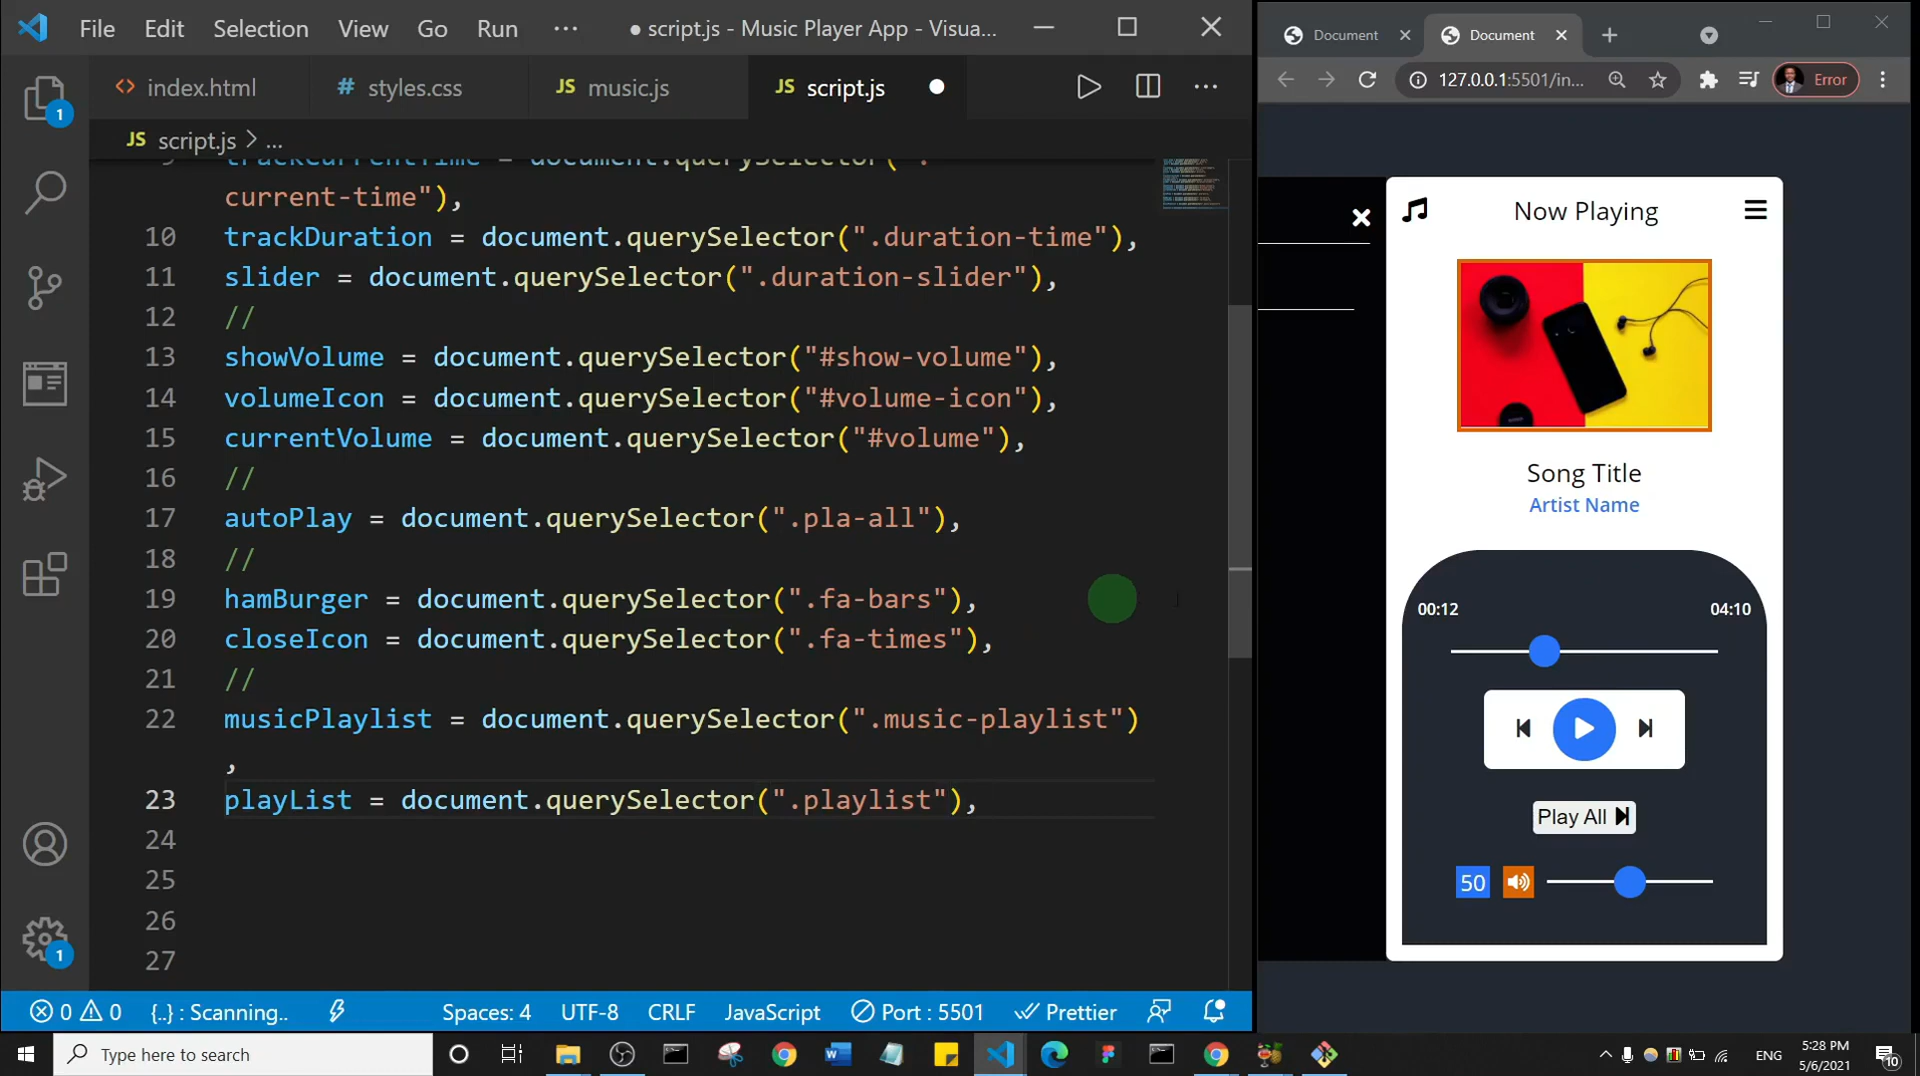 File Edit Selection View Go Run ··· ● script.js - Music Player App - Visua...
index.html styles.css music.js script.js
JS script.js > ...
9 trackCurrentTime = document.querySelector(".
current-time"),
10 trackDuration = document.querySelector(".duration-time"),
11 slider = document.querySelector(".duration-slider"),
12 //
13 showVolume = document.querySelector("#show-volume"),
14 volumeIcon = document.querySelector("#volume-icon"),
15 currentVolume = document.querySelector("#volume"),
16 //
17 autoPlay = document.querySelector(".pla-all"),
18 //
19 hamBurger = document.querySelector(".fa-bars"),
20 closeIcon = document.querySelector(".fa-times"),
21 //
22 musicPlaylist = document.querySelector(".music-playlist")
,
23 playList = document.querySelector(".playlist"),
24
25
26
27
1
1
0 0 {..} : Scanning.. Spaces: 4 UTF-8 CRLF JavaScript Port : 5501 Prettier
Document Document
127.0.0.1:5501/in... Error
Now Playing
Song Title
Artist Name
00:12 04:10
Play All
50
Type here to search
ENG 5:28 PM
5/6/2021
10